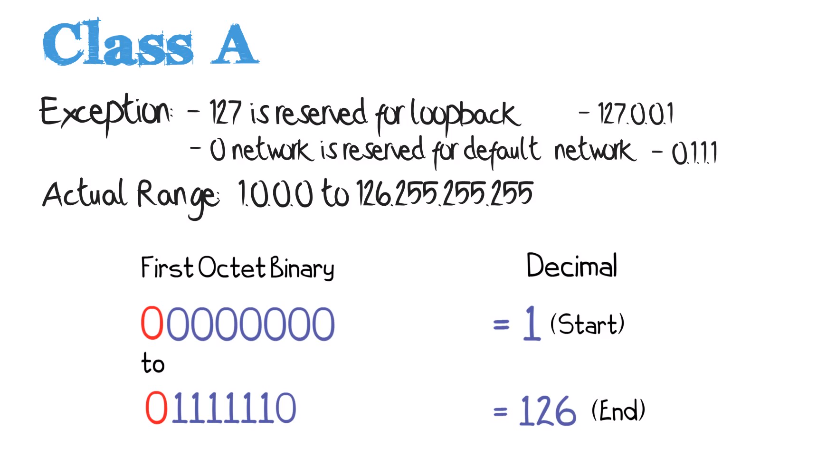 Class A
Exception: - 127 is reserved for loopback - 127.0.0.1
- 0 network is reserved for default network - 0.1.1.1
Actual Range: 1.0.0.0 to 126.255.255.255
First Octet Binary Decimal
00000000 = 1 (Start)
to
01111110 = 126 (End)